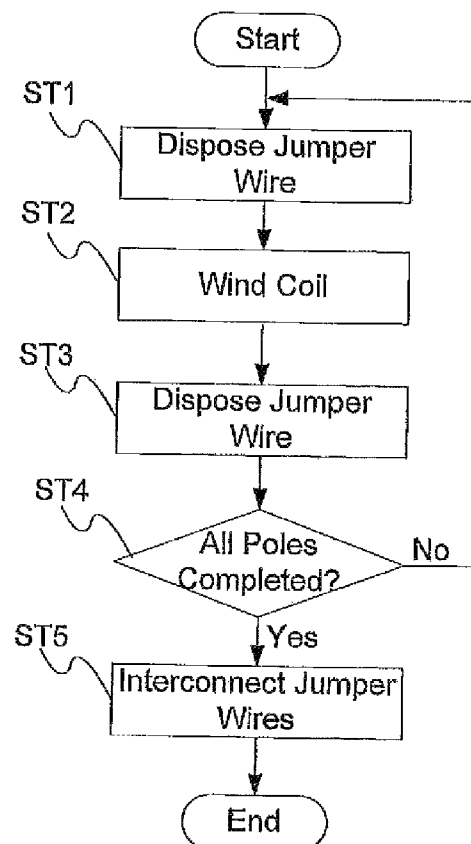 Start
ST1
Dispose Jumper
Wire
ST2
Wind Coil
ST3
Dispose Jumper
Wire
ST4
All Poles
Completed?
No
Yes
ST5
Interconnect Jumper
Wires
End